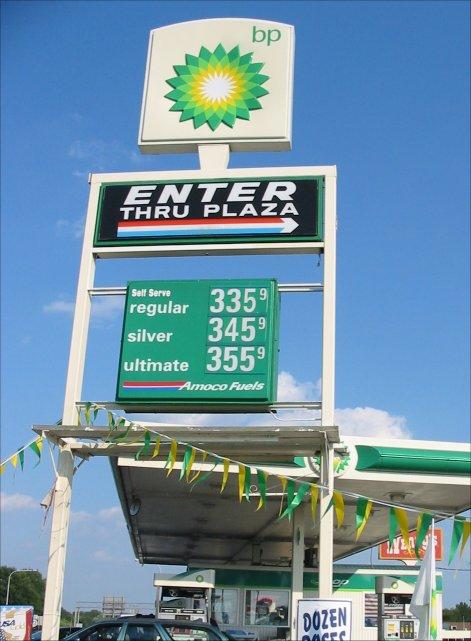 bp
ENTER
THRU PLAZA
Self Serve
regular 335 9
silver 345 9
ultimate 355 9
Amoco Fuels
Wendy's
DOZEN
ROSES